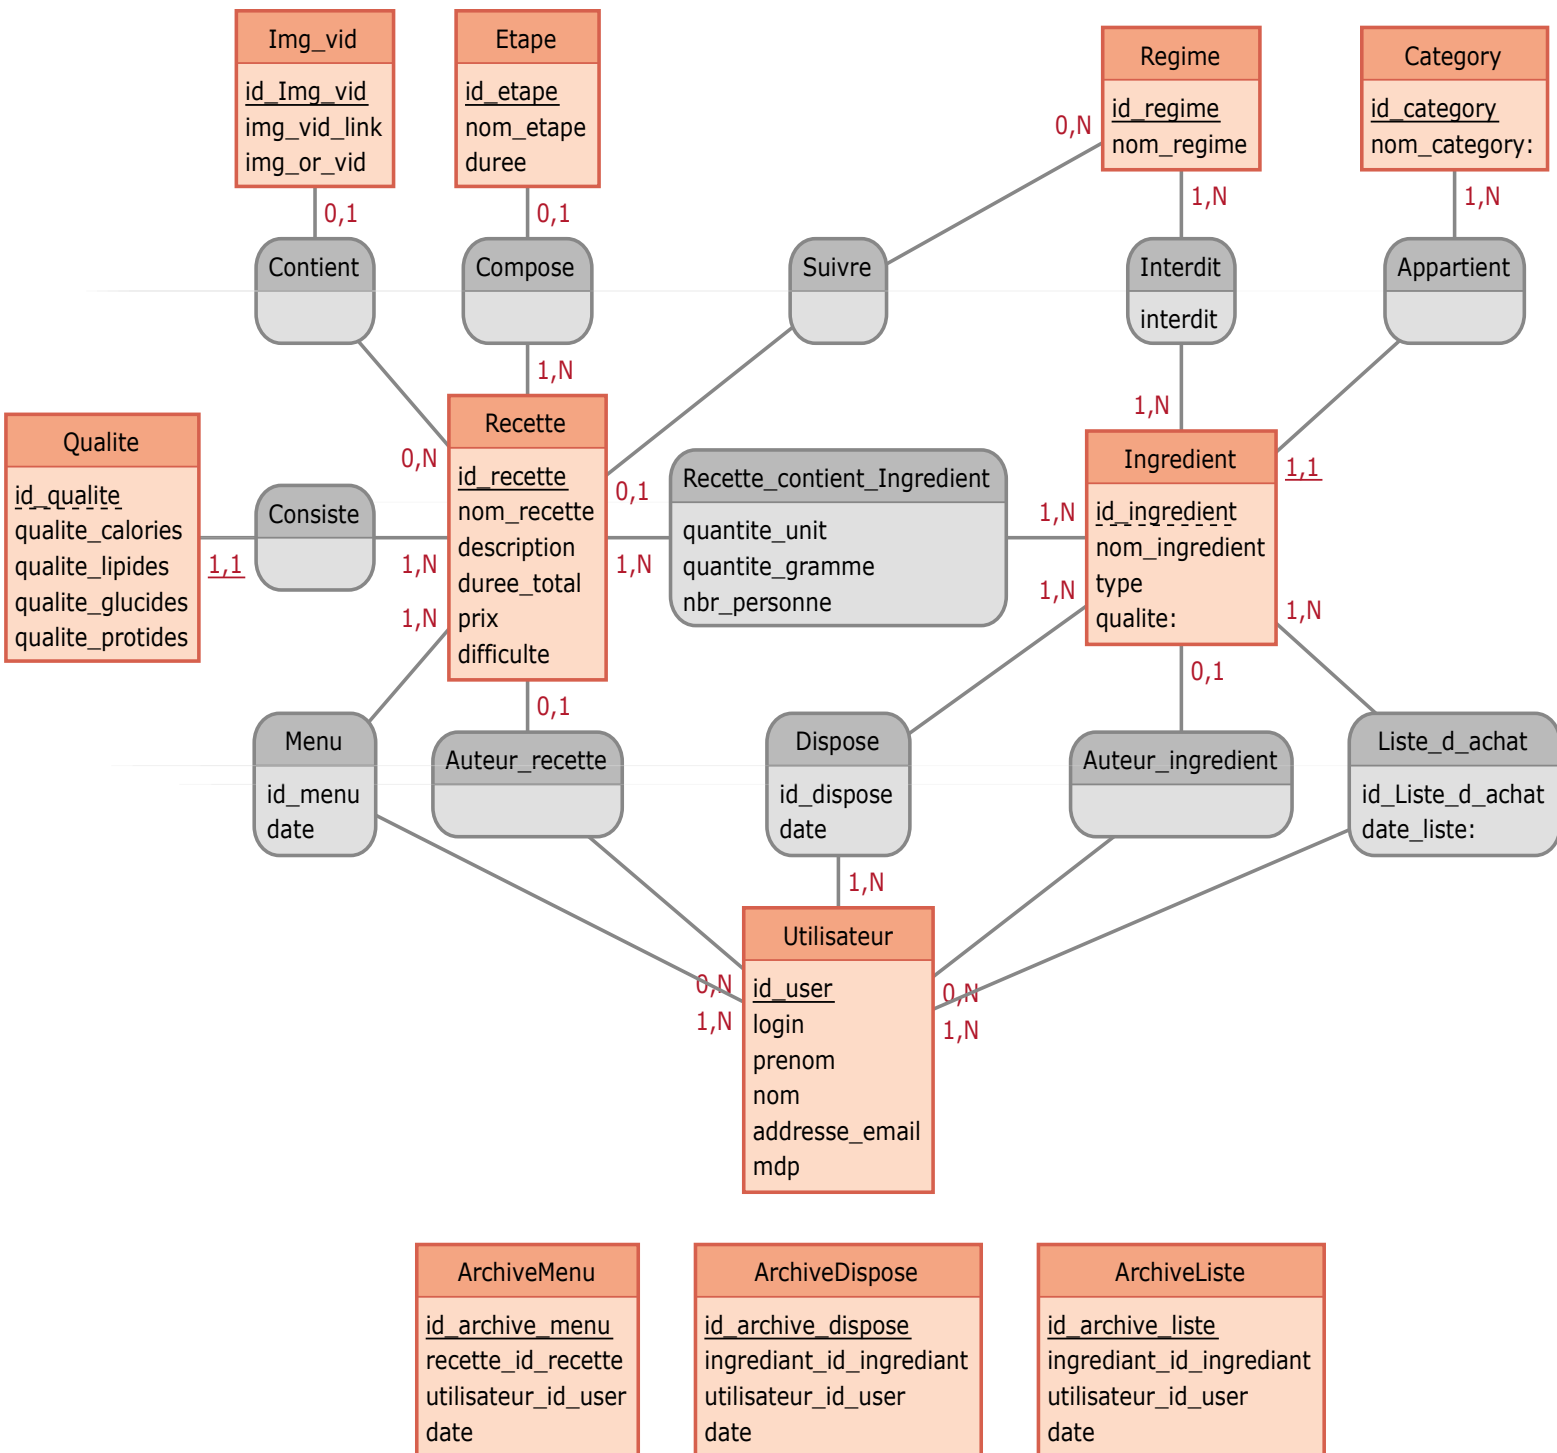 Img_vid
id_Img_vid
img_vid_link
img_or_vid
Etape
id_etape
nom_etape
duree
Regime
id_regime
nom_regime
Category
id_category
nom_category:
0,N
0,1
0,1
1,N
1,N
Contient
Compose
Suivre
Interdit
interdit
Appartient
1,N
1,N
Qualite
id_qualite
qualite_calories
qualite_lipides
qualite_glucides
qualite_protides
Consiste
1,1
0,N
1,N
1,N
Recette
id_recette
nom_recette
description
duree_total
prix
difficulte
0,1
1,N
Recette_contient_Ingredient
quantite_unit
quantite_gramme
nbr_personne
1,N
1,N
Ingredient
id_ingredient
nom_ingredient
type
qualite:
1,1
1,N
0,1
0,1
Menu
id_menu
date
Auteur_recette
Dispose
id_dispose
date
Auteur_ingredient
Liste_d_achat
id_Liste_d_achat
date_liste:
1,N
0,N
1,N
Utilisateur
id_user
login
prenom
nom
addresse_email
mdp
0,N
1,N
ArchiveMenu
id_archive_menu
recette_id_recette
utilisateur_id_user
date
ArchiveDispose
id_archive_dispose
ingrediant_id_ingrediant
utilisateur_id_user
date
ArchiveListe
id_archive_liste
ingrediant_id_ingrediant
utilisateur_id_user
date